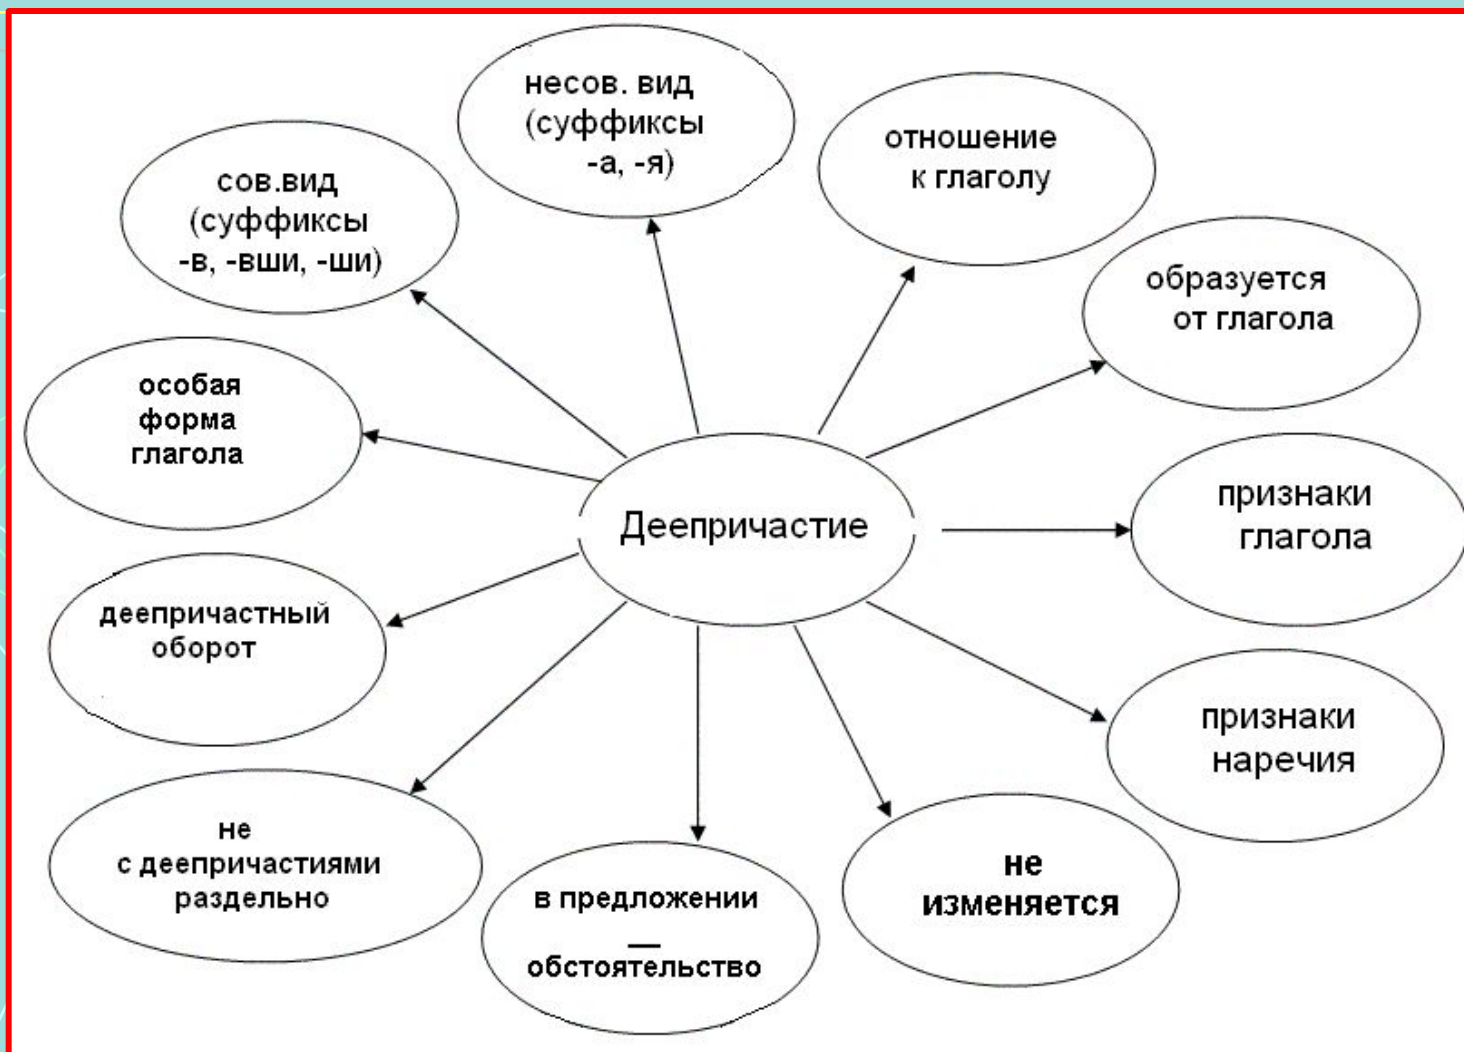 несов. вид
(суффиксы
-а, -я)
отношение
к глаголу
сов.вид
(суффиксы
-в, -вши, -ши)
образуется
от глагола
особая
форма
глагола
Деепричастие
признаки
глагола
деепричастный
оборот
признаки
наречия
не
с деепричастиями
раздельно
в предложении
—
обстоятельство
не
изменяется